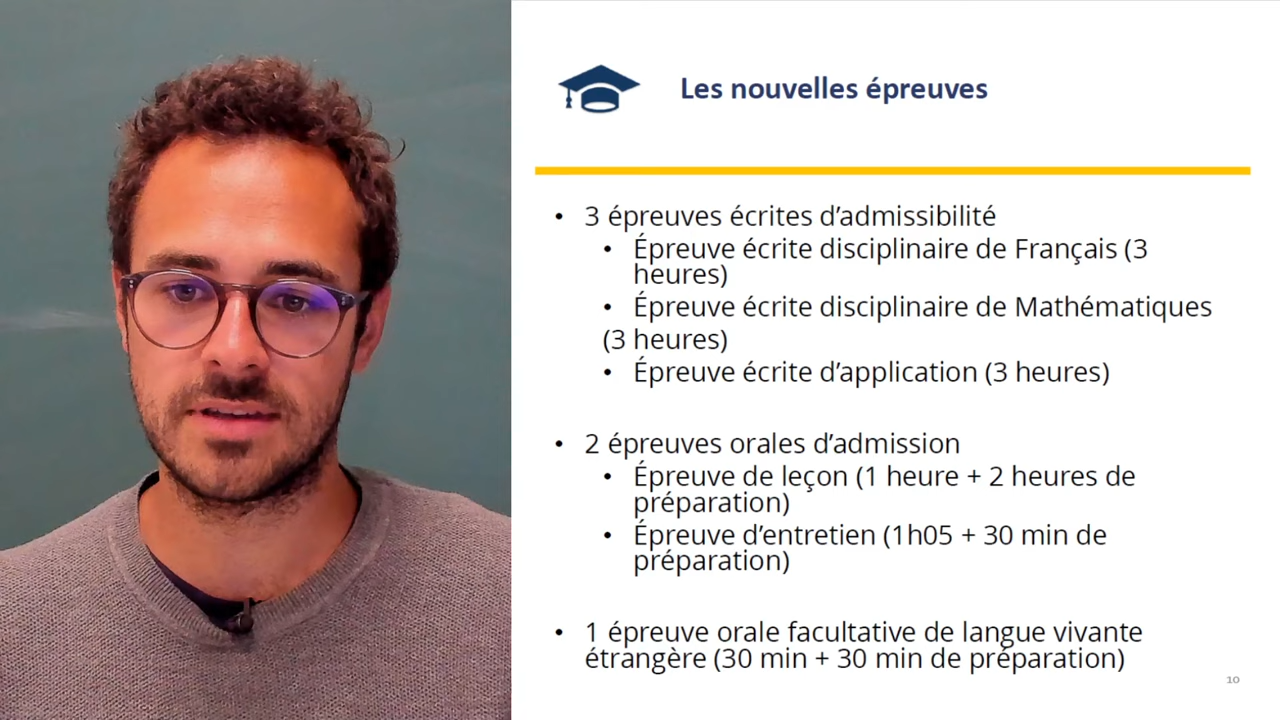 Les nouvelles épreuves
• 3 épreuves écrites d’admissibilité
• Épreuve écrite disciplinaire de Français (3
heures)
• Épreuve écrite disciplinaire de Mathématiques
(3 heures)
• Épreuve écrite d’application (3 heures)
• 2 épreuves orales d’admission
• Épreuve de leçon (1 heure + 2 heures de
préparation)
• Épreuve d’entretien (1h05 + 30 min de
préparation)
• 1 épreuve orale facultative de langue vivante
étrangère (30 min + 30 min de préparation)
10